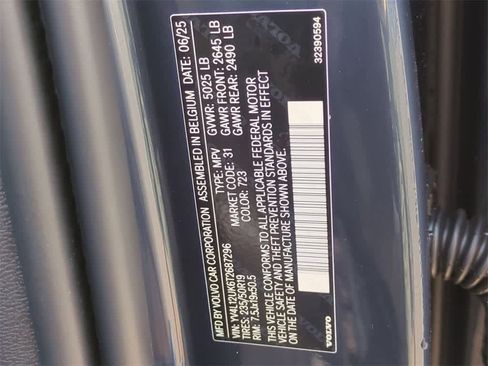 MFD BY VOLVO CAR CORPORATION ASSEMBLED IN BELGIUM DATE: 06/25
VIN: YV4L12UK6T2687296 TYPE: MPV GVWR: 5025 LB
TIRES: 235/50R19 MARKET CODE: 31 GAWR FRONT: 2645 LB
RIM: 7.5Jx19x50.5 COLOR: 723 GAWR REAR: 2490 LB
THIS VEHICLE CONFORMS TO ALL APPLICABLE FEDERAL MOTOR
VEHICLE SAFETY AND THEFT PREVENTION STANDARDS IN EFFECT
ON THE DATE OF MANUFACTURE SHOWN ABOVE.
VOLVO 32390594